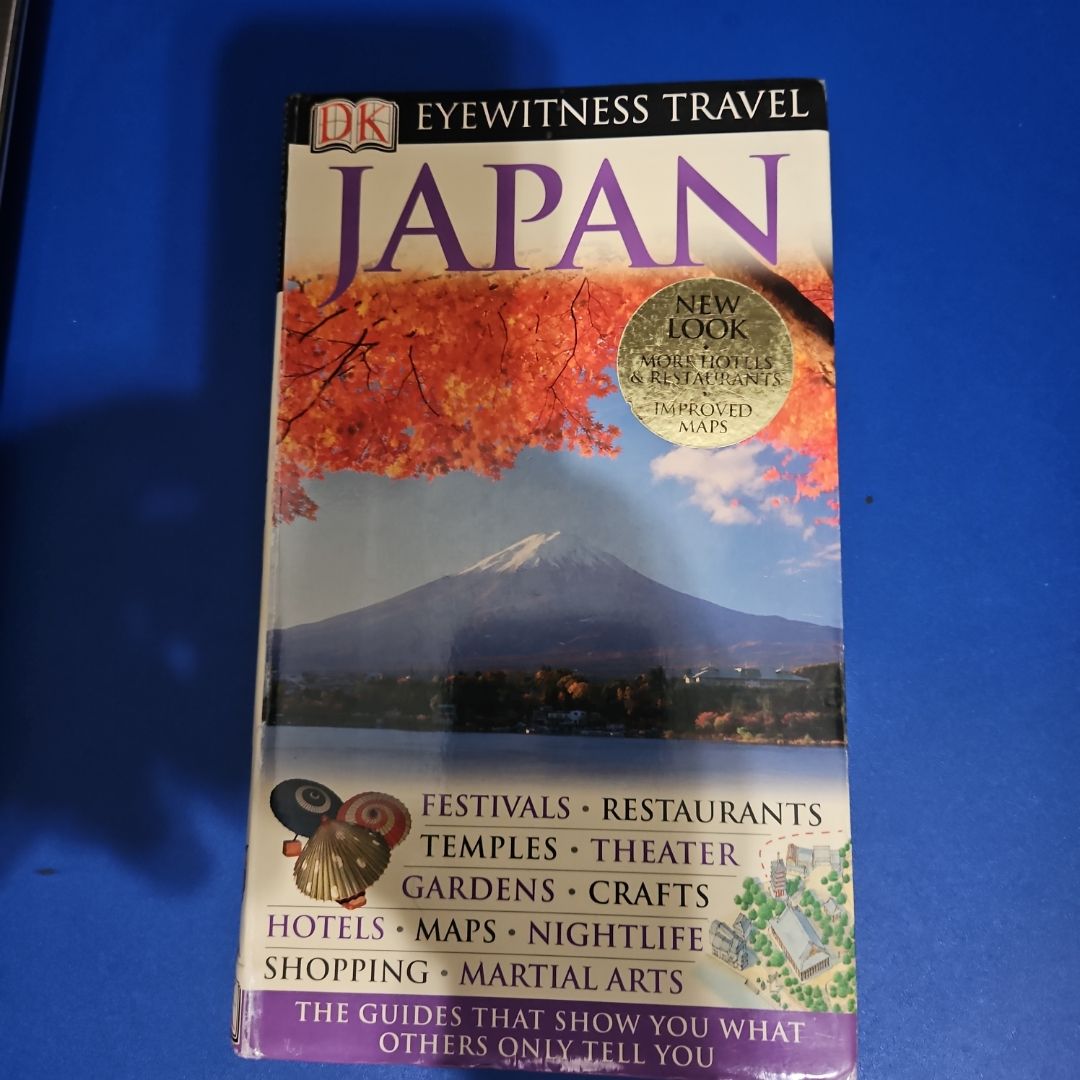 DK EYEWITNESS TRAVEL
JAPAN
NEW
LOOK
•
MORE HOTELS
& RESTAURANTS
•
IMPROVED
MAPS
FESTIVALS • RESTAURANTS
TEMPLES • THEATER
GARDENS • CRAFTS
HOTELS • MAPS • NIGHTLIFE
SHOPPING • MARTIAL ARTS
THE GUIDES THAT SHOW YOU WHAT
OTHERS ONLY TELL YOU